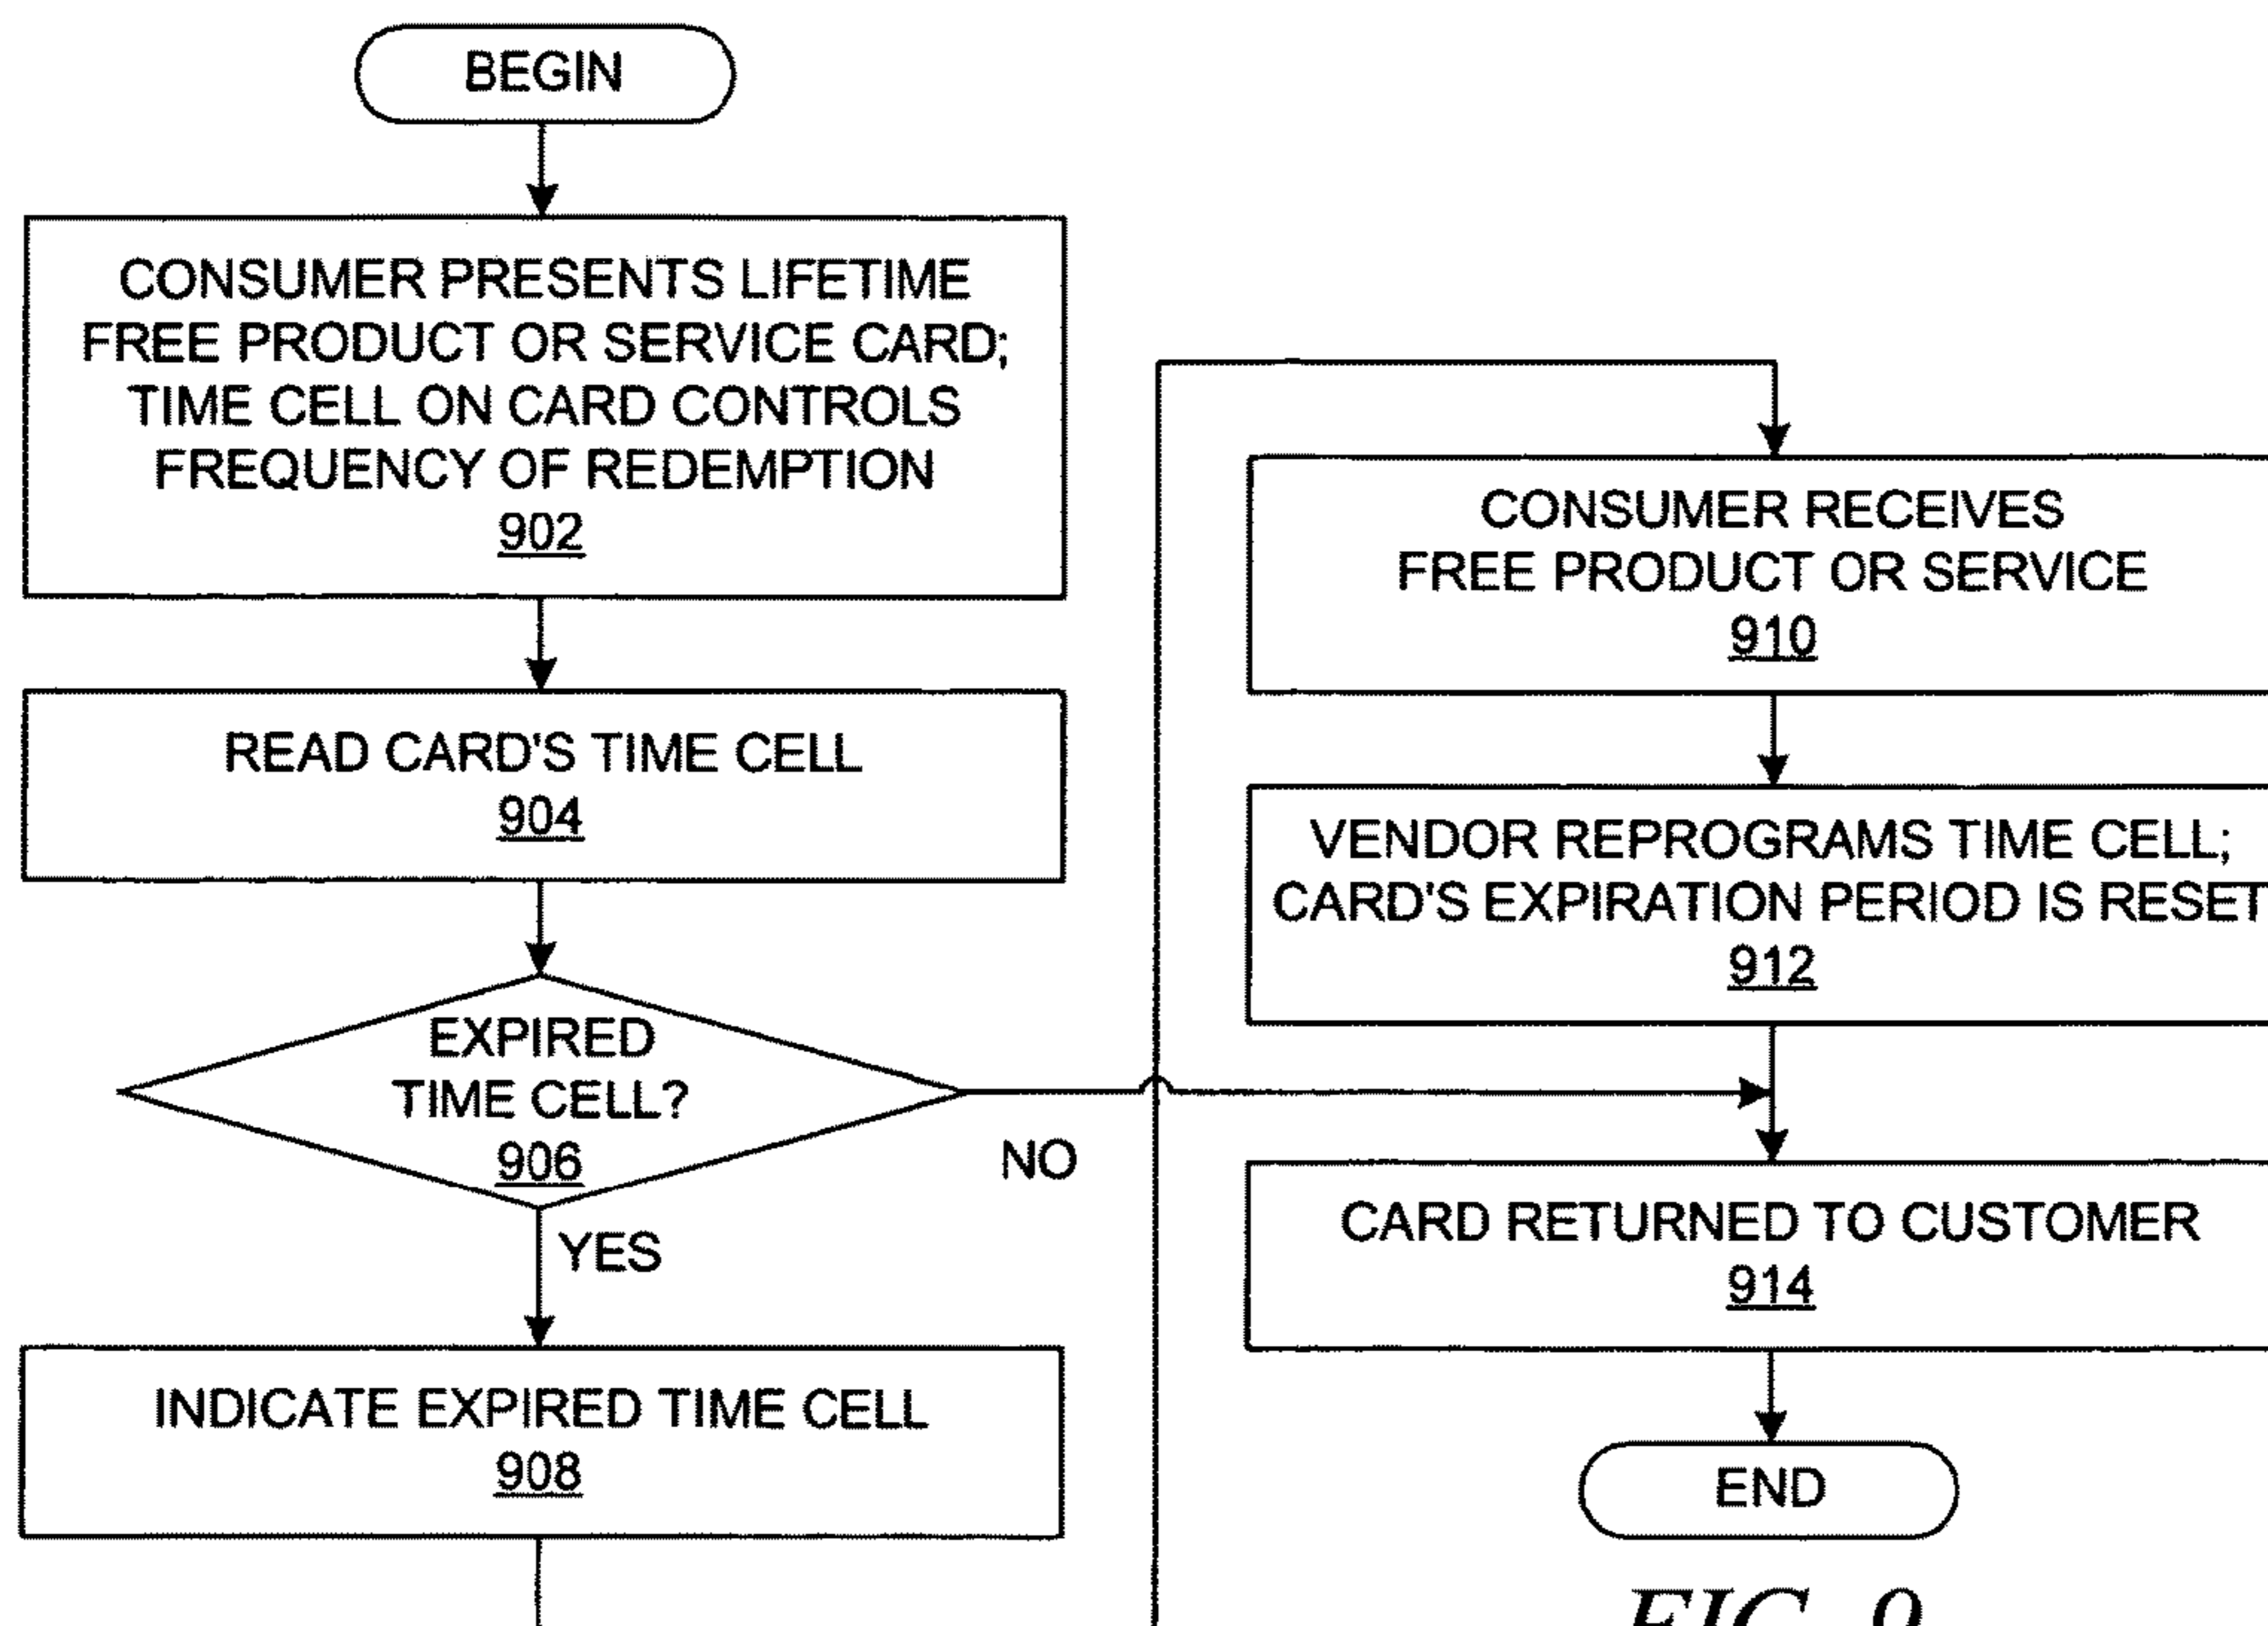 BEGIN
CONSUMER PRESENTS LIFETIME
FREE PRODUCT OR SERVICE CARD;
TIME CELL ON CARD CONTROLS
FREQUENCY OF REDEMPTION
902
READ CARD'S TIME CELL
904
EXPIRED
TIME CELL?
906
NO
YES
INDICATE EXPIRED TIME CELL
908
CONSUMER RECEIVES
FREE PRODUCT OR SERVICE
910
VENDOR REPROGRAMS TIME CELL;
CARD'S EXPIRATION PERIOD IS RESET
912
CARD RETURNED TO CUSTOMER
914
END
FIG. 9